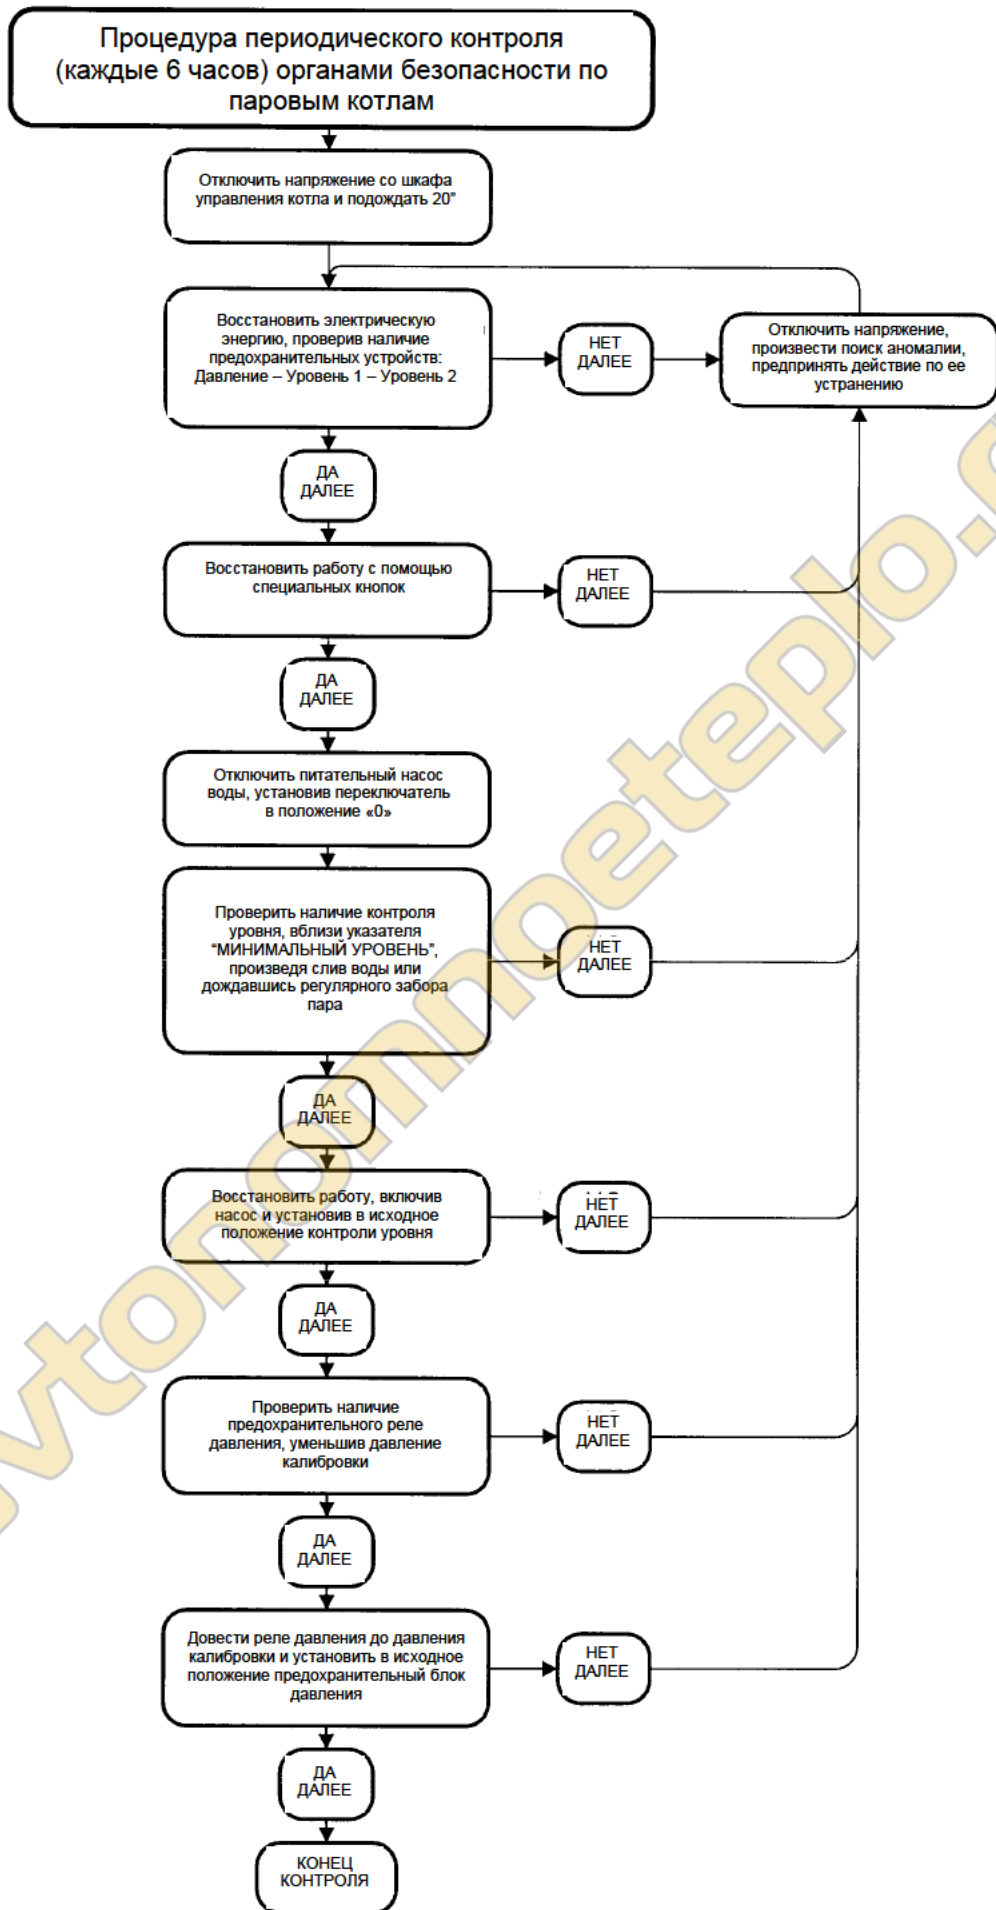 Процедура периодического контроля
(каждые 6 часов) органами безопасности по
паровым котлам
Отключить напряжение со шкафа
управления котла и подождать 20”
Восстановить электрическую
энергию, проверив наличие
предохранительных устройств:
Давление – Уровень 1 – Уровень 2
НЕТ
ДАЛЕЕ
Отключить напряжение,
произвести поиск аномалии,
предпринять действие по ее
устранению
ДА
ДАЛЕЕ
Восстановить работу с помощью
специальных кнопок
НЕТ
ДАЛЕЕ
ДА
ДАЛЕЕ
Отключить питательный насос
воды, установив переключатель
в положение «0»
Проверить наличие контроля
уровня, вблизи указателя
“МИНИМАЛЬНЫЙ УРОВЕНЬ”,
произведя слив воды или
дождавшись регулярного забора
пара
НЕТ
ДАЛЕЕ
ДА
ДАЛЕЕ
Восстановить работу, включив
насос и установив в исходное
положение контроли уровня
НЕТ
ДАЛЕЕ
ДА
ДАЛЕЕ
Проверить наличие
предохранительного реле
давления, уменьшив давление
калибровки
НЕТ
ДАЛЕЕ
ДА
ДАЛЕЕ
Довести реле давления до давления
калибровки и установить в исходное
положение предохранительный блок
давления
НЕТ
ДАЛЕЕ
ДА
ДАЛЕЕ
КОНЕЦ
КОНТРОЛЯ
vtonomnoeteplo.